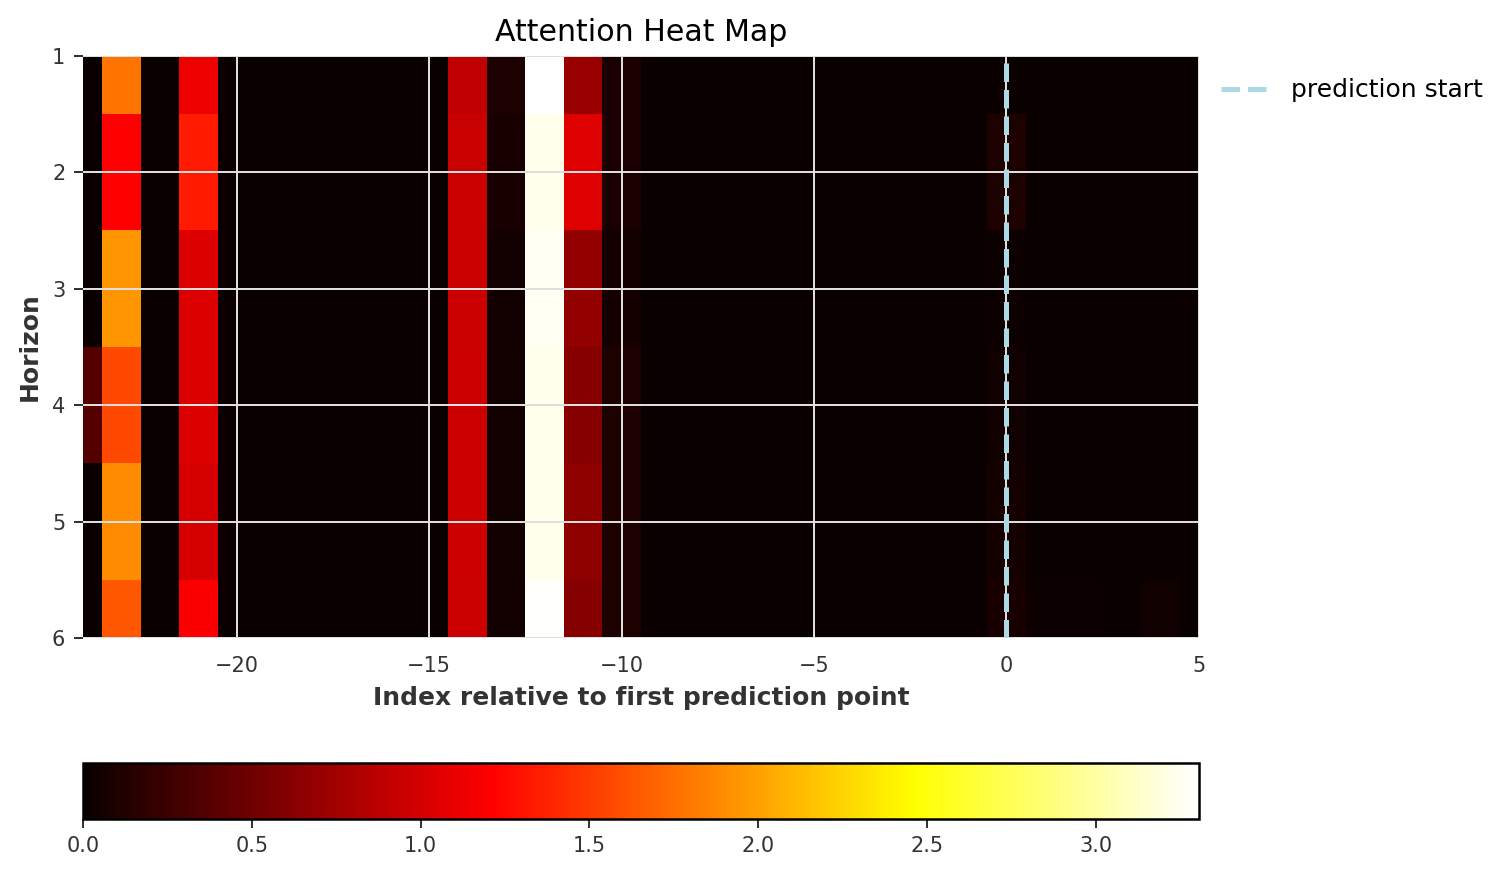 Attention Heat Map
prediction start
Horizon
1
2
3
4
5
6
−20 −15 −10 −5 0 5
Index relative to first prediction point
0.0 0.5 1.0 1.5 2.0 2.5 3.0